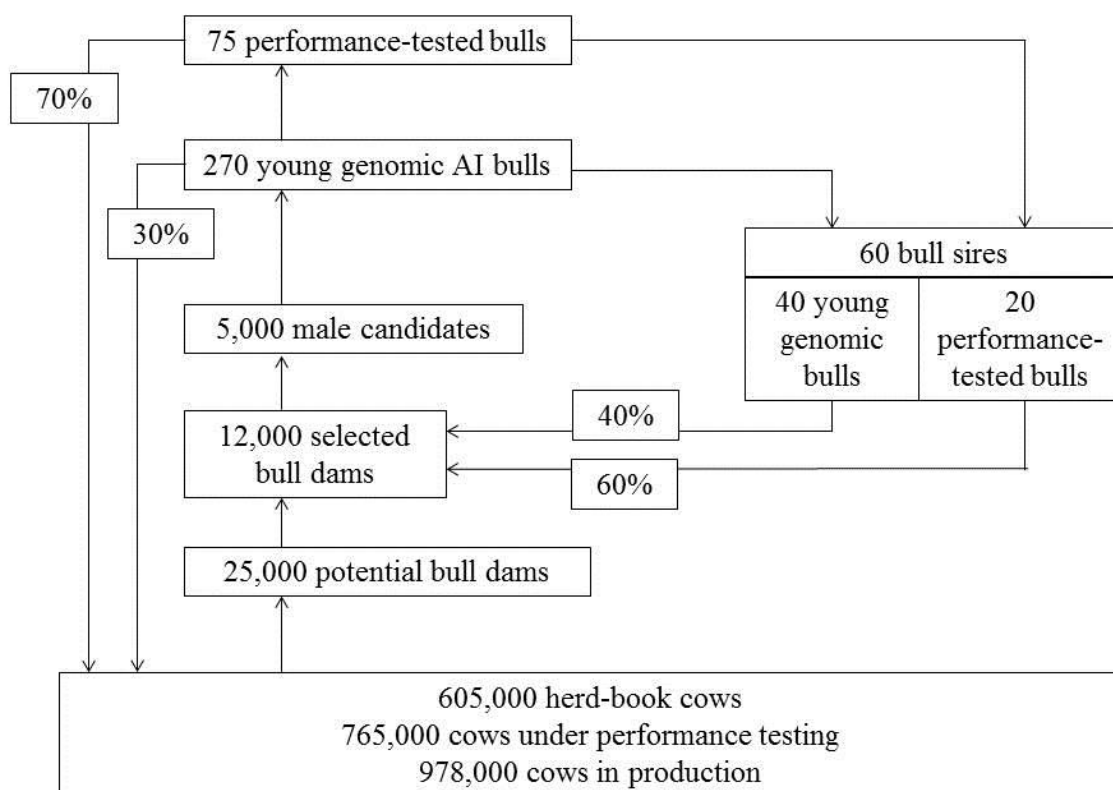 75 performance-tested bulls
70%
270 young genomic AI bulls
30%
60 bull sires
40 young
genomic
bulls
20
performance-
tested bulls
5,000 male candidates
40%
12,000 selected
bull dams
60%
25,000 potential bull dams
605,000 herd-book cows
765,000 cows under performance testing
978,000 cows in production